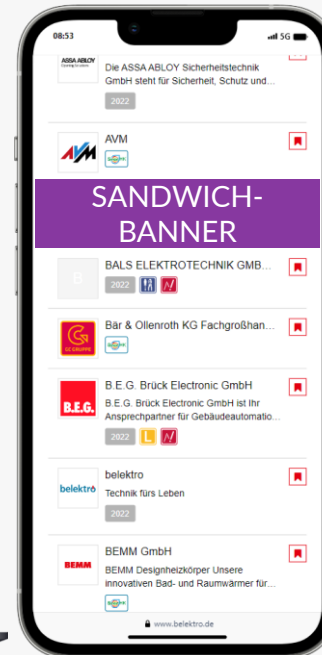 08:53
5G
ASSA ABLOY
Die ASSA ABLOY Sicherheitstechnik
GmbH steht für Sicherheit, Schutz und...
2022
AVM
AVM
SANDWICH-
BANNER
B
BALS ELEKTROTECHNIK GMB...
2022
GC GRUPPE
Bär & Ollenroth KG Fachgroßhan...
B.E.G.
B.E.G. Brück Electronic GmbH
B.E.G. Brück Electronic GmbH ist Ihr
Ansprechpartner für Gebäudeautomatio...
2022 L
belektro
belektro
Technik fürs Leben
2022
BEMM
BEMM GmbH
BEMM Designheizkörper Unsere
innovativen Bad- und Raumwärmer für...
www.belektro.de